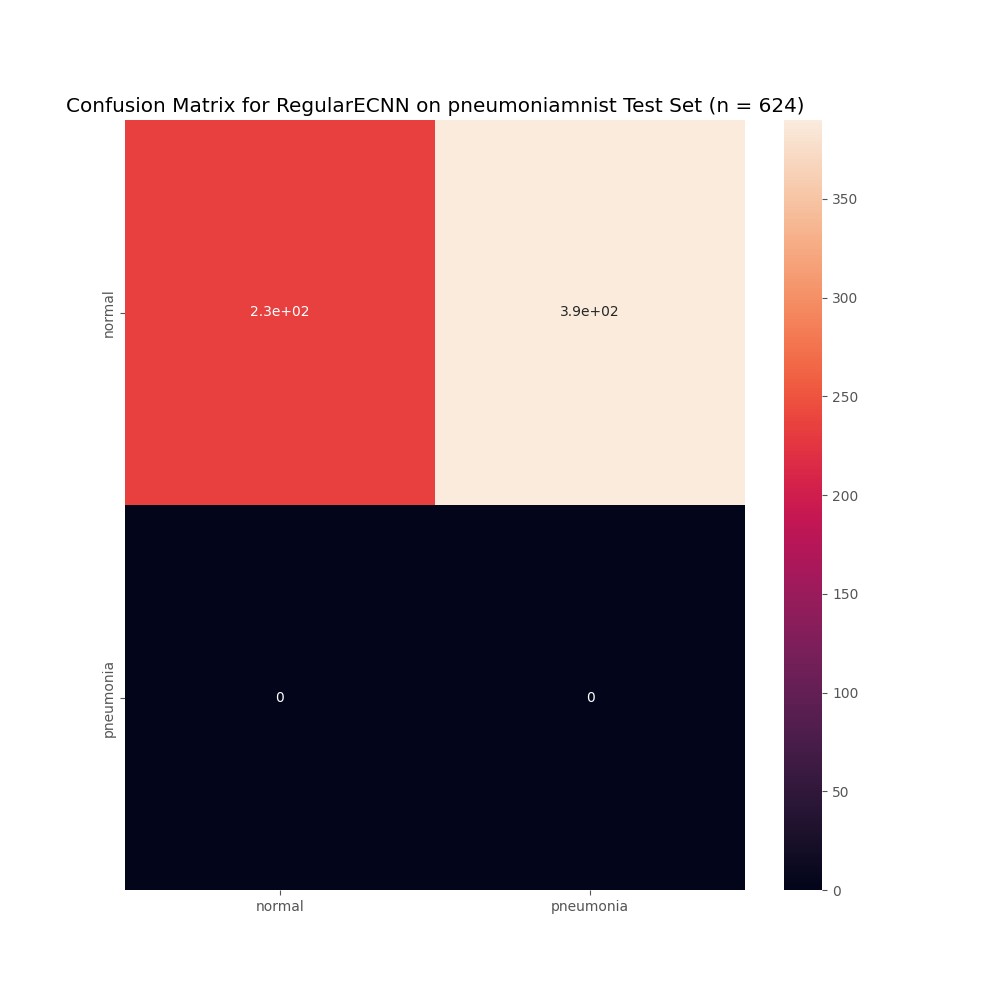 Confusion Matrix for RegularECNN on pneumoniamnist Test Set (n = 624)
normal
2.3e+02
3.9e+02
pneumonia
0
0
normal
pneumonia
350
300
250
200
150
100
50
0